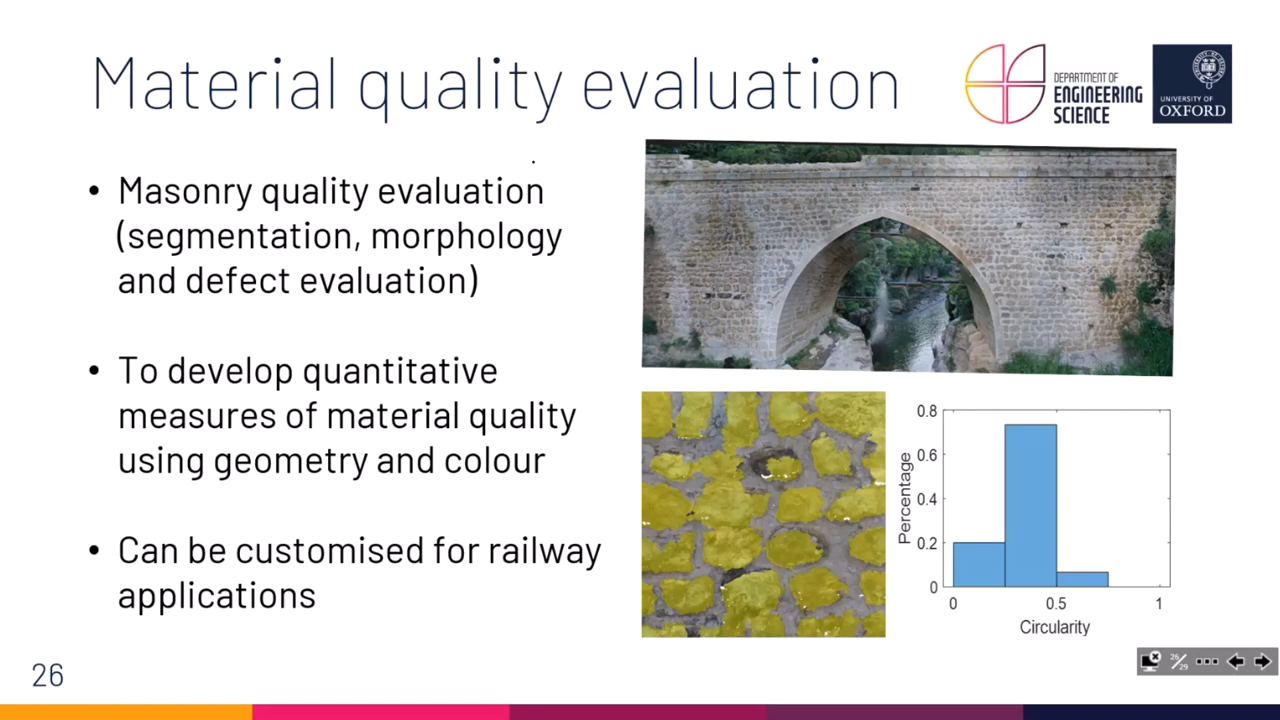 Material quality evaluation
DEPARTMENT OF
ENGINEERING
SCIENCE
UNIVERSITY OF
OXFORD
• Masonry quality evaluation
(segmentation, morphology
and defect evaluation)
• To develop quantitative
measures of material quality
using geometry and colour
• Can be customised for railway
applications
Percentage
0.8
0.6
0.4
0.2
0
0 0.5 1
Circularity
26
26/29